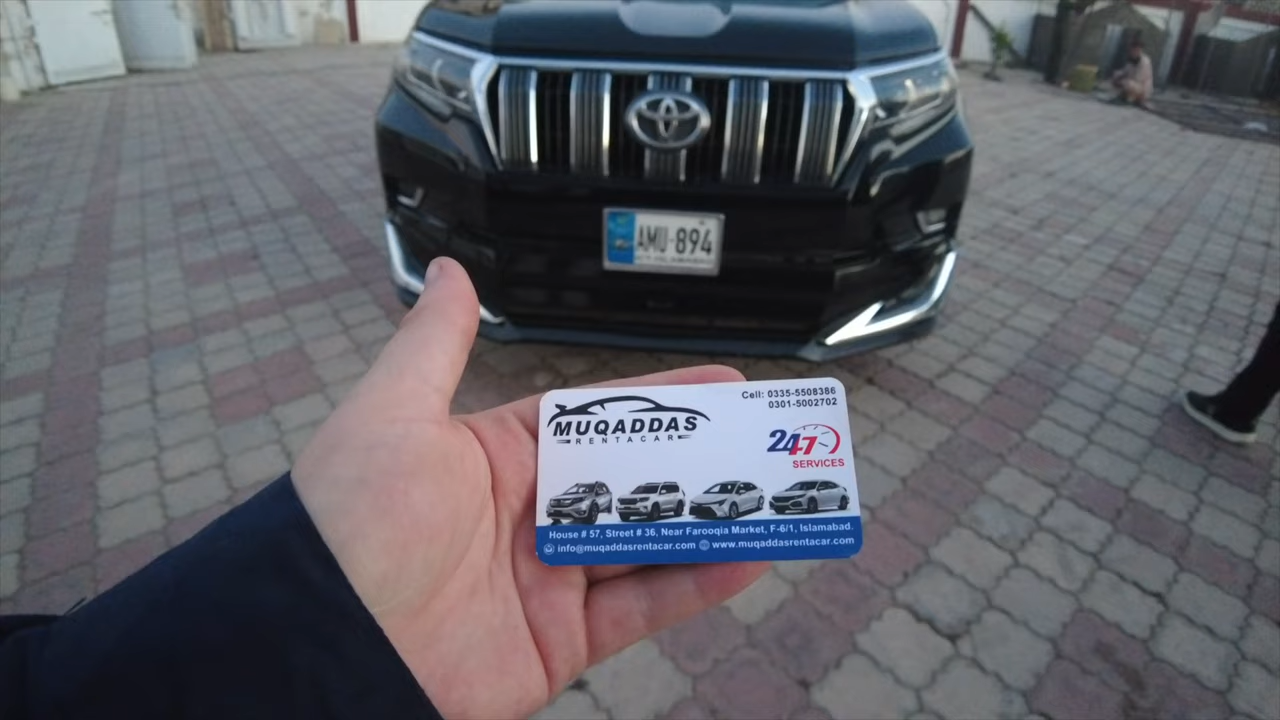 AMU-894
Cell: 0335-5508386
0301-5002702
MUQADDAS
RENTACAR
24/7
SERVICES
House # 57, Street # 36, Near Farooqia Market, F-6/1, Islamabad.
info@muqaddasrentacar.com www.muqaddasrentacar.com